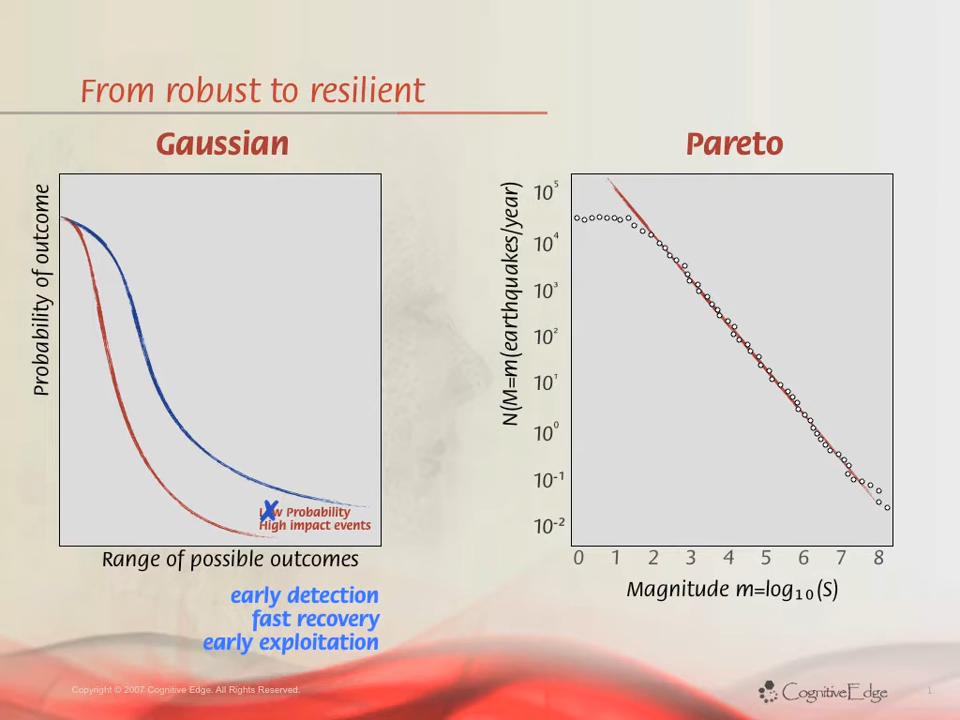 From robust to resilient
Gaussian
Probability of outcome
Low Probability
High impact events
Range of possible outcomes
early detection
fast recovery
early exploitation
Pareto
N(M=m(earthquakes/year)
10⁵
10⁴
10³
10²
10¹
10⁰
10⁻¹
10⁻²
0 1 2 3 4 5 6 7 8
Magnitude m=log₁₀(S)
Copyright © 2007 Cognitive Edge. All Rights Reserved.
CognitiveEdge
1